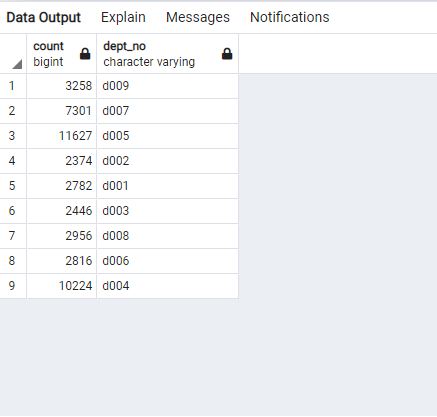 Data Output Explain Messages Notifications
count dept_no
bigint character varying
1 3258 d009
2 7301 d007
3 11627 d005
4 2374 d002
5 2782 d001
6 2446 d003
7 2956 d008
8 2816 d006
9 10224 d004